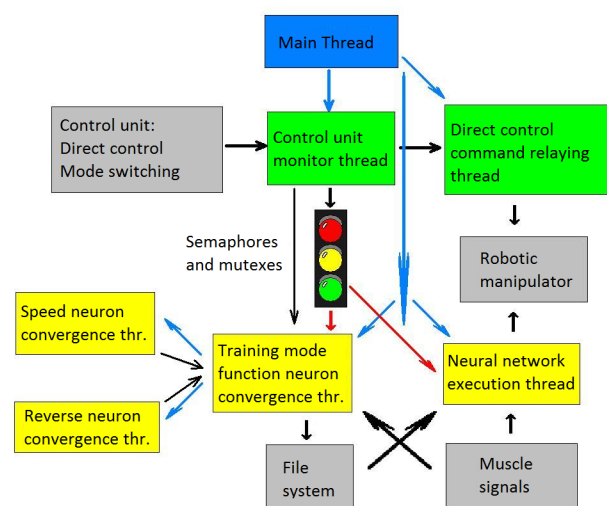 Main Thread
Control unit:
Direct control
Mode switching
Control unit
monitor thread
Direct control
command relaying
thread
Semaphores
and mutexes
Robotic
manipulator
Speed neuron
convergence thr.
Training mode
function neuron
convergence thr.
Neural network
execution thread
Reverse neuron
convergence thr.
File
system
Muscle
signals